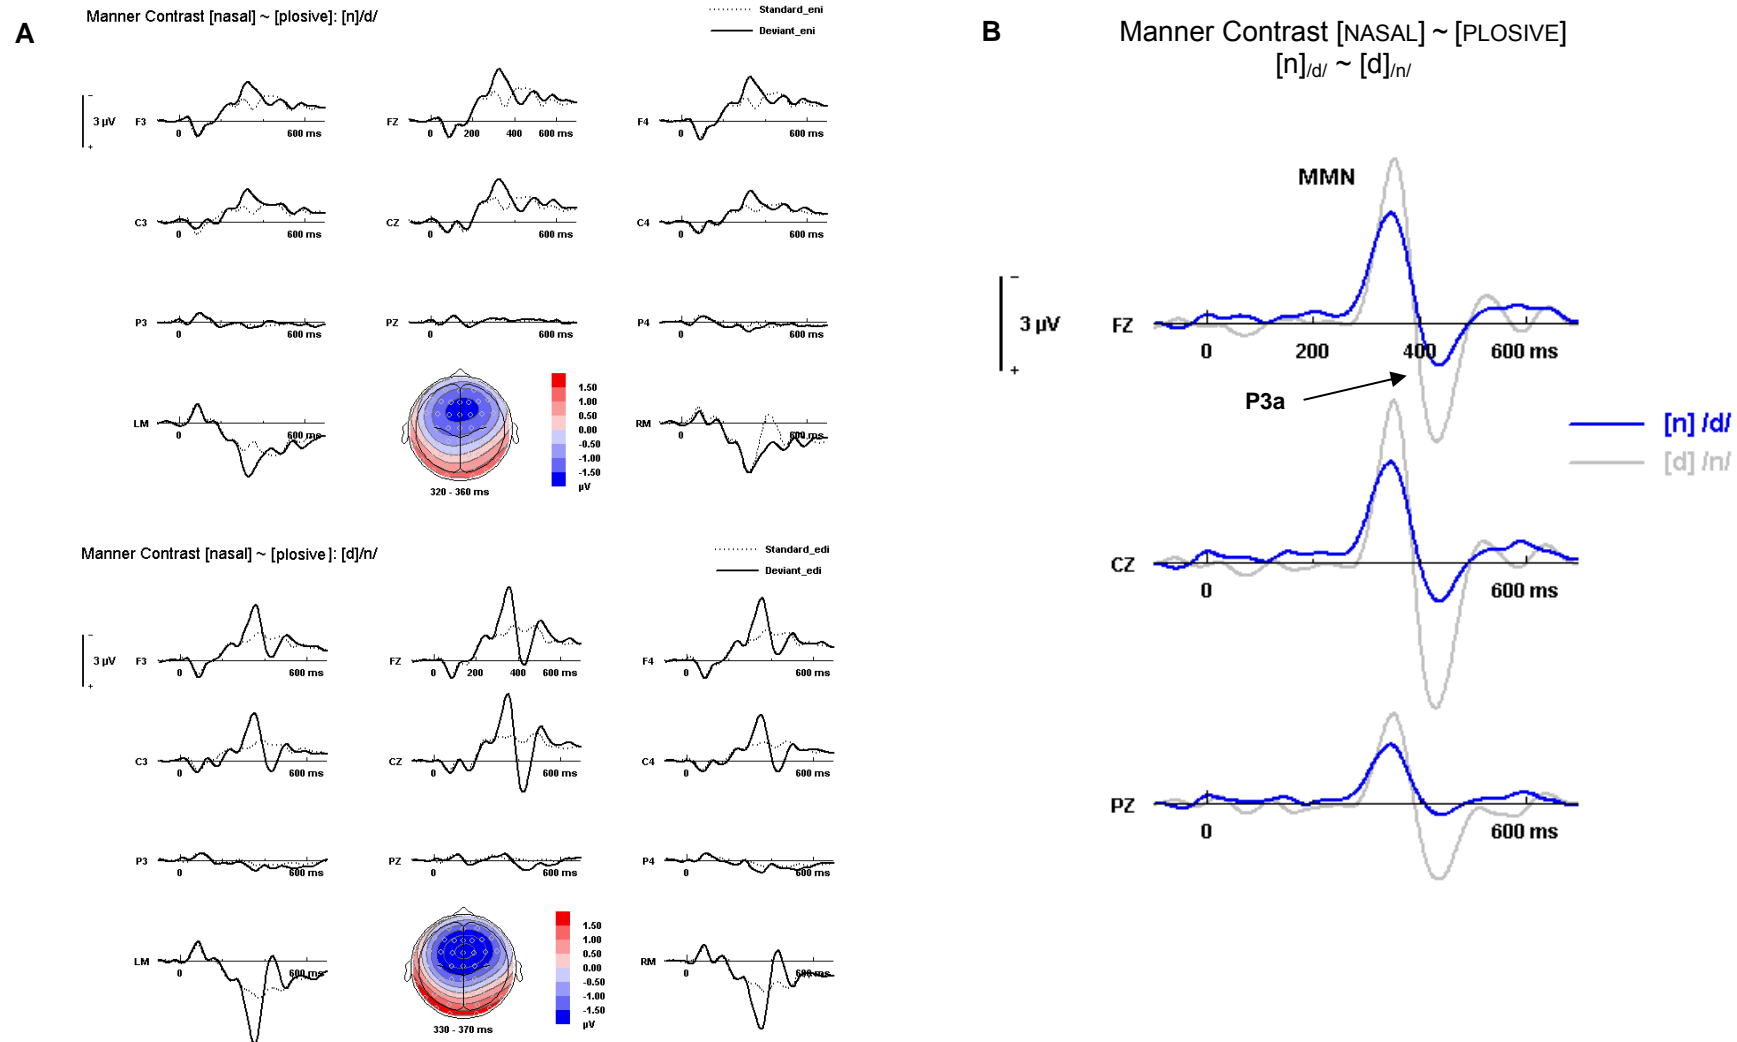 A
Manner Contrast [nasal] ~ [plosive]: [n]/d/
Standard_eni
Deviant_eni
−
3 µV
+
F3
0
600 ms
FZ
0
200
400
600 ms
F4
0
600 ms
C3
0
600 ms
CZ
0
600 ms
C4
0
600 ms
P3
0
600 ms
PZ
0
600 ms
P4
0
600 ms
LM
0
600 ms
1.50
1.00
0.50
0.00
-0.50
-1.00
-1.50
µV
320 - 360 ms
RM
0
600 ms
Manner Contrast [nasal] ~ [plosive]: [d]/n/
Standard_edi
Deviant_edi
−
3 µV
+
F3
0
600 ms
FZ
0
200
400
600 ms
F4
0
600 ms
C3
0
600 ms
CZ
0
600 ms
C4
0
600 ms
P3
0
600 ms
PZ
0
600 ms
P4
0
600 ms
LM
0
600 ms
1.50
1.00
0.50
0.00
-0.50
-1.00
-1.50
µV
330 - 370 ms
RM
0
600 ms
B
Manner Contrast [NASAL] ~ [PLOSIVE]
[n]/d/ ~ [d]/n/
MMN
−
3 µV
+
FZ
0
200
400
600 ms
P3a
[n] /d/
[d] /n/
CZ
0
600 ms
PZ
0
600 ms